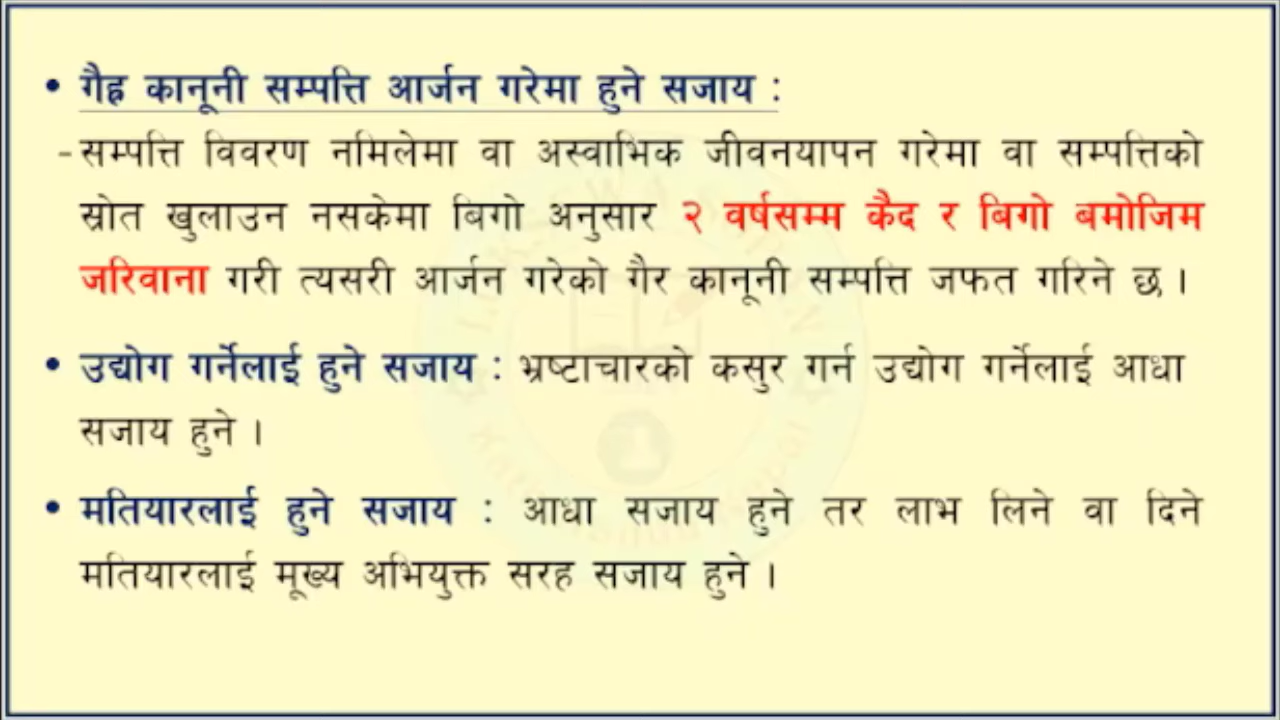 • गैह्र कानूनी सम्पत्ति आर्जन गरेमा हुने सजाय :
-सम्पत्ति विवरण नमिलेमा वा अस्वाभिक जीवनयापन गरेमा वा सम्पत्तिको
स्रोत खुलाउन नसकेमा बिगो अनुसार २ वर्षसम्म कैद र बिगो बमोजिम
जरिवाना गरी त्यसरी आर्जन गरेको गैर कानूनी सम्पत्ति जफत गरिने छ ।
• उद्योग गर्नेलाई हुने सजाय : भ्रष्टाचारको कसुर गर्न उद्योग गर्नेलाई आधा
सजाय हुने ।
• मतियारलाई हुने सजाय : आधा सजाय हुने तर लाभ लिने वा दिने
मतियारलाई मूख्य अभियुक्त सरह सजाय हुने ।